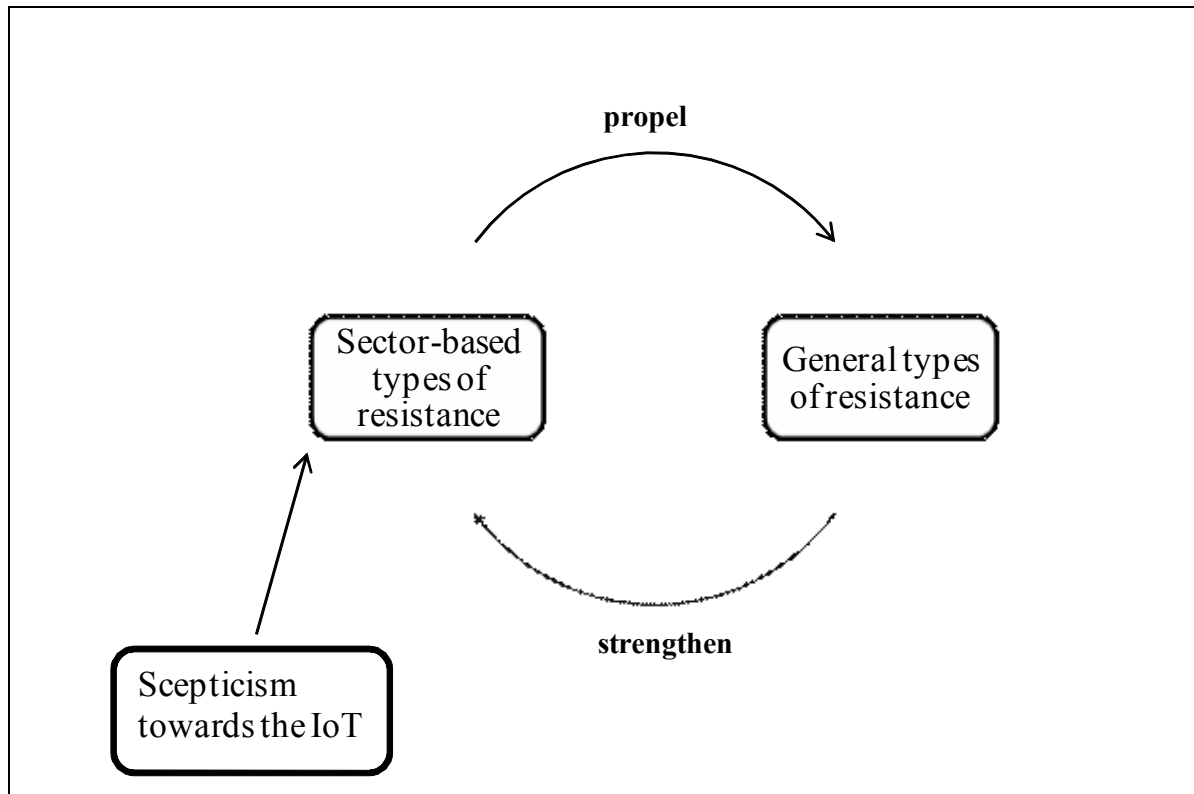 propel
Sector-based
types of
resistance
General types
of resistance
strengthen
Scepticism
towards the IoT